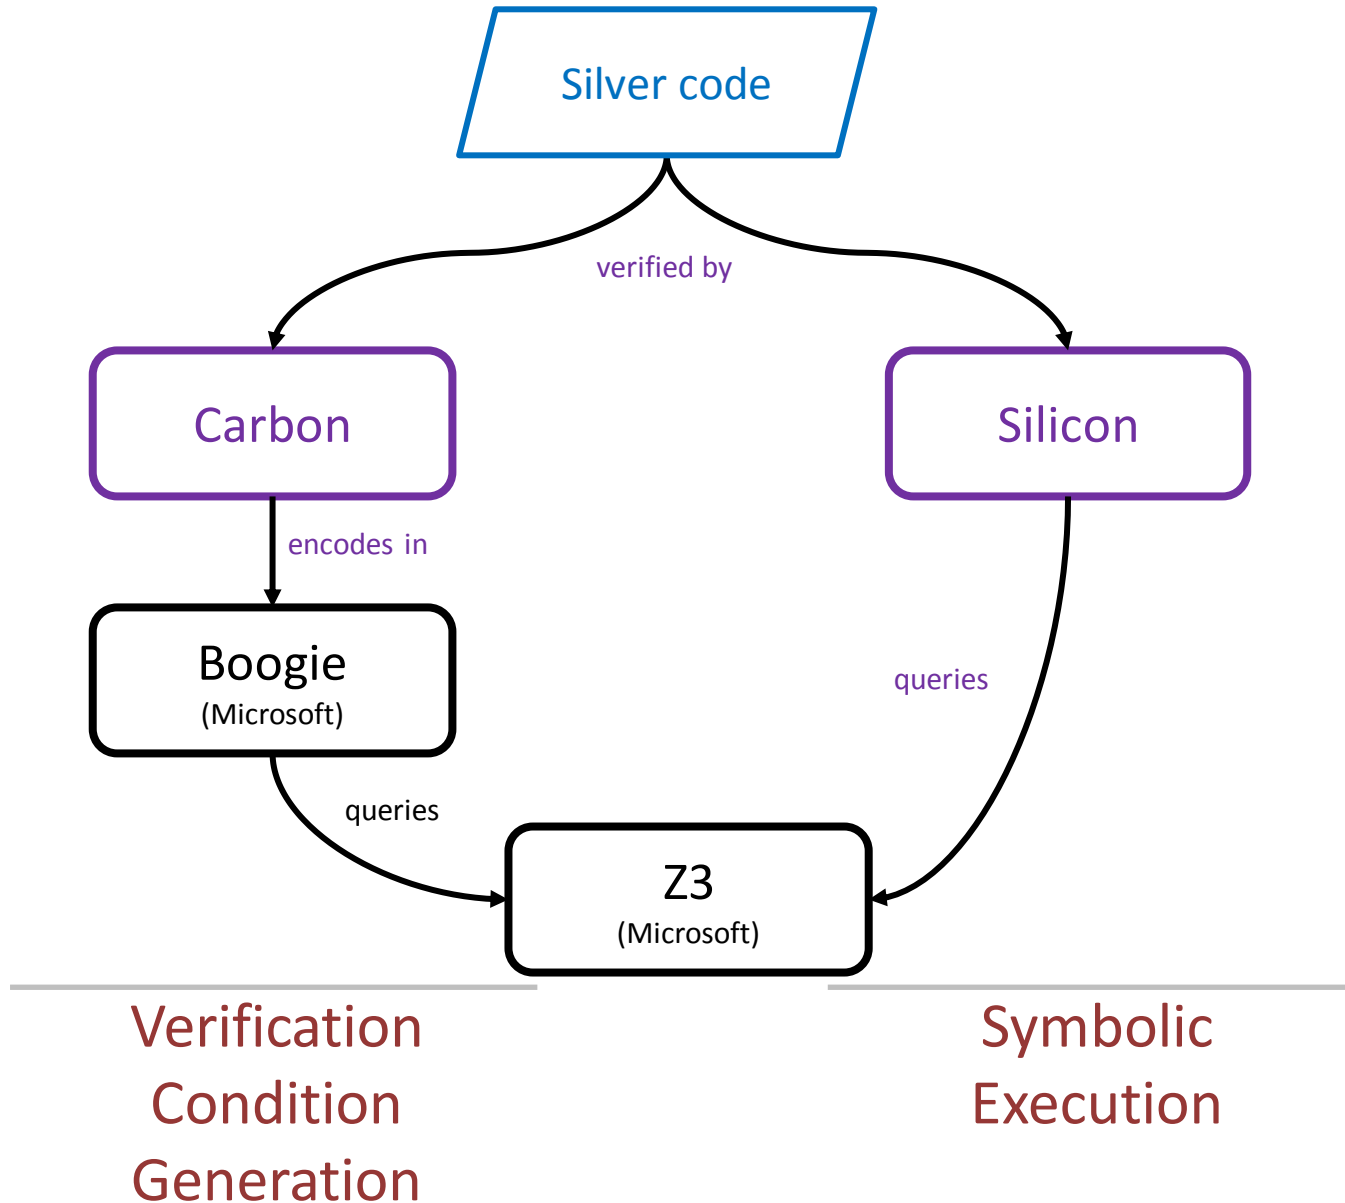 Silver code
verified by
Carbon
Silicon
encodes in
Boogie
(Microsoft)
queries
queries
Z3
(Microsoft)
Verification
Condition
Generation
Symbolic
Execution